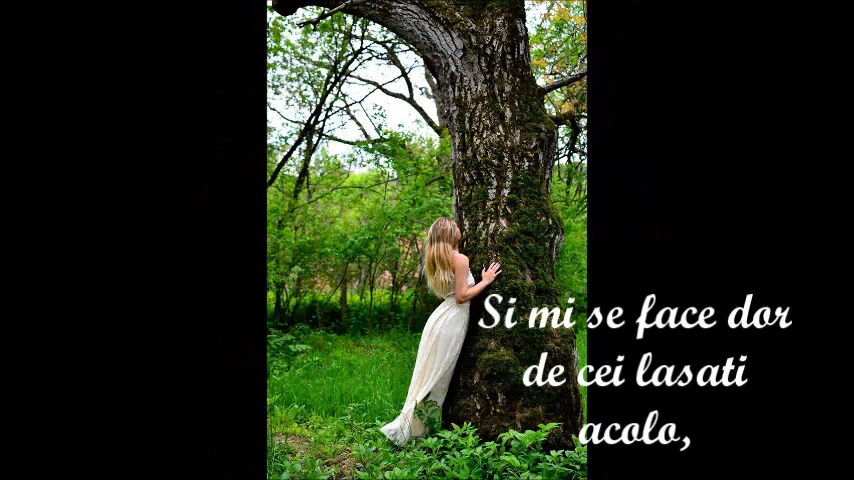 Si mi se face dor
de cei lasati
acolo,